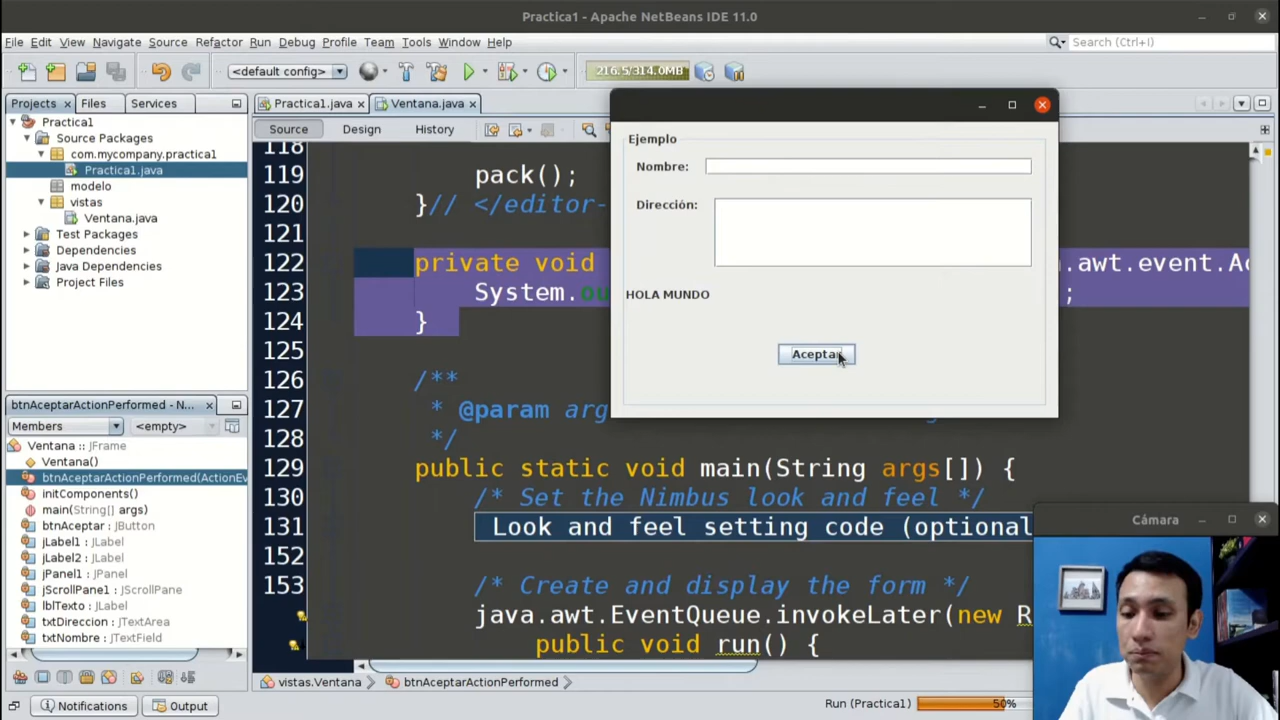 Practica1 - Apache NetBeans IDE 11.0
File Edit View Navigate Source Refactor Run Debug Profile Team Tools Window Help
Search (Ctrl+I)
<default config>
216.5/314.0MB
Projects Files Services
Practica1.java Ventana.java
Source Design History
Practica1
Source Packages
com.mycompany.practica1
Practica1.java
modelo
vistas
Ventana.java
Test Packages
Dependencies
Java Dependencies
Project Files
btnAceptarActionPerformed - N...
Members <empty>
Ventana :: JFrame
Ventana()
btnAceptarActionPerformed(ActionEv
initComponents()
main(String[] args)
btnAceptar : JButton
jLabel1 : JLabel
jLabel2 : JLabel
jPanel1 : JPanel
jScrollPane1 : JScrollPane
lblTexto : JLabel
txtDireccion : JTextArea
txtNombre : JTextField
118
119 pack();
120 }// </editor-
121
122 private void .awt.event.Ac
123 System.ou ;
124 }
125
126 /**
127 * @param arg
128 */
129 public static void main(String args[]) {
130 /* Set the Nimbus look and feel */
131 Look and feel setting code (optional
152
153 /* Create and display the form */
java.awt.EventQueue.invokeLater(new R
public void run() {
Ejemplo
Nombre:
Dirección:
HOLA MUNDO
Aceptar
Cámara
vistas.Ventana btnAceptarActionPerformed
Notifications Output
Run (Practica1) 50%